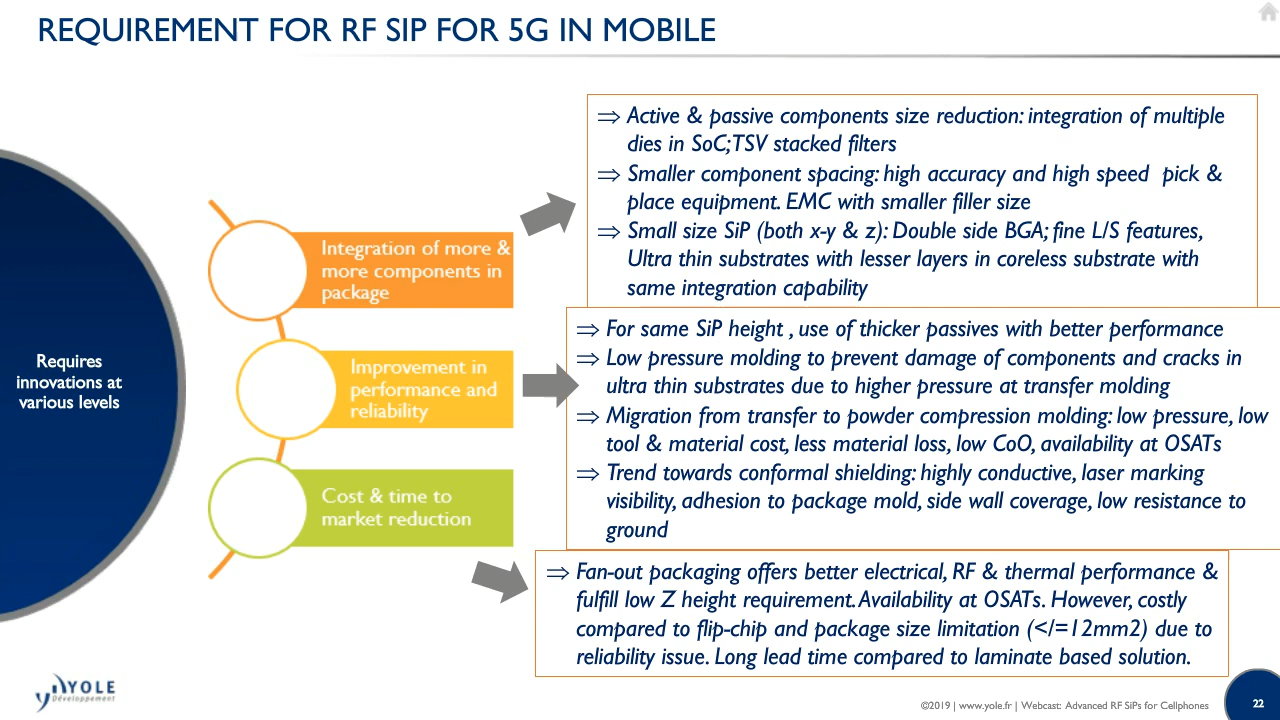 REQUIREMENT FOR RF SIP FOR 5G IN MOBILE
Requires
innovations at
various levels
Integration of more &
more components in
package
⇒ Active & passive components size reduction: integration of multiple
dies in SoC;TSV stacked filters
⇒ Smaller component spacing: high accuracy and high speed pick &
place equipment. EMC with smaller filler size
⇒ Small size SiP (both x-y & z): Double side BGA; fine L/S features,
Ultra thin substrates with lesser layers in coreless substrate with
same integration capability
Improvement in
performance and
reliability
⇒ For same SiP height , use of thicker passives with better performance
⇒ Low pressure molding to prevent damage of components and cracks in
ultra thin substrates due to higher pressure at transfer molding
⇒ Migration from transfer to powder compression molding: low pressure, low
tool & material cost, less material loss, low CoO, availability at OSATs
⇒ Trend towards conformal shielding: highly conductive, laser marking
visibility, adhesion to package mold, side wall coverage, low resistance to
ground
Cost & time to
market reduction
⇒ Fan-out packaging offers better electrical, RF & thermal performance &
fulfill low Z height requirement. Availability at OSATs. However, costly
compared to flip-chip and package size limitation (</=12mm2) due to
reliability issue. Long lead time compared to laminate based solution.
YOLE
Développement
©2019 | www.yole.fr | Webcast: Advanced RF SiPs for Cellphones
22